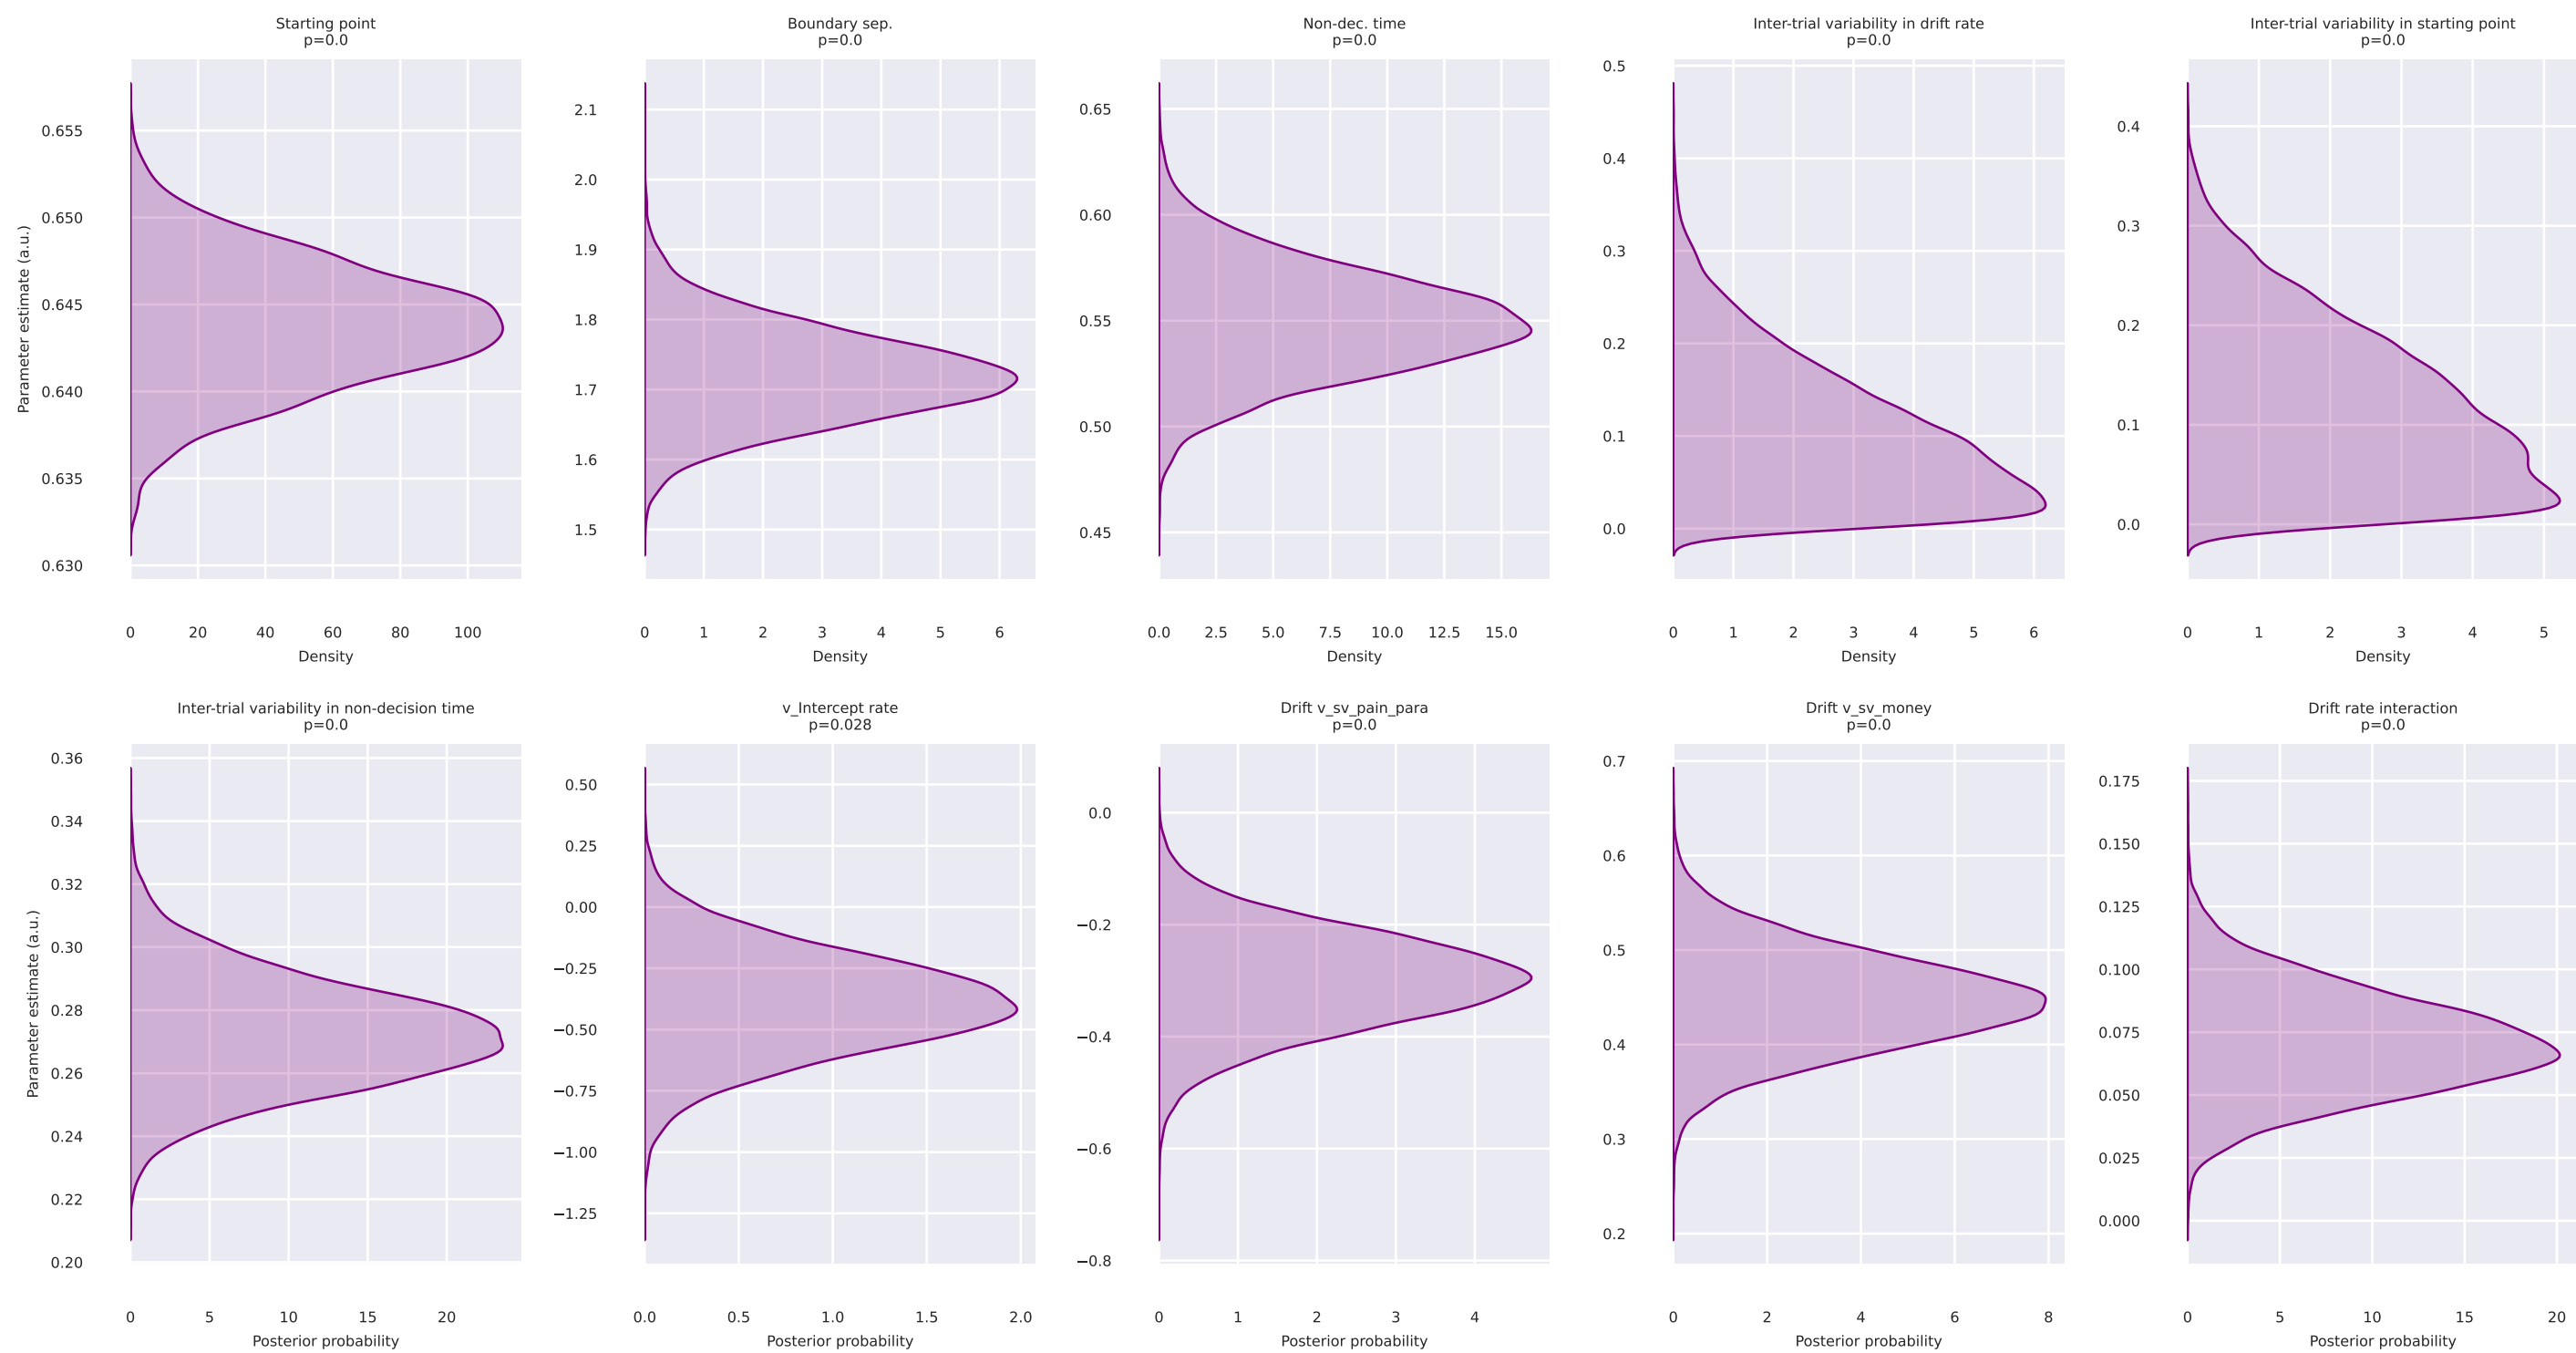 Starting point
p=0.0
Boundary sep.
p=0.0
Non-dec. time
p=0.0
Inter-trial variability in drift rate
p=0.0
Inter-trial variability in starting point
p=0.0
Parameter estimate (a.u.)
0.655
0.650
0.645
0.640
0.635
0.630
0 20 40 60 80 100
Density
2.1
2.0
1.9
1.8
1.7
1.6
1.5
0 1 2 3 4 5 6
Density
0.65
0.60
0.55
0.50
0.45
0.0 2.5 5.0 7.5 10.0 12.5 15.0
Density
0.5
0.4
0.3
0.2
0.1
0.0
0 1 2 3 4 5 6
Density
0.4
0.3
0.2
0.1
0.0
0 1 2 3 4 5
Density
Inter-trial variability in non-decision time
p=0.0
v_Intercept rate
p=0.028
Drift v_sv_pain_para
p=0.0
Drift v_sv_money
p=0.0
Drift rate interaction
p=0.0
Parameter estimate (a.u.)
0.36
0.34
0.32
0.30
0.28
0.26
0.24
0.22
0.20
0 5 10 15 20
Posterior probability
0.50
0.25
0.00
−0.25
−0.50
−0.75
−1.00
−1.25
0.0 0.5 1.0 1.5 2.0
Posterior probability
0.0
−0.2
−0.4
−0.6
−0.8
0 1 2 3 4
Posterior probability
0.7
0.6
0.5
0.4
0.3
0.2
0 2 4 6 8
Posterior probability
0.175
0.150
0.125
0.100
0.075
0.050
0.025
0.000
0 5 10 15 20
Posterior probability